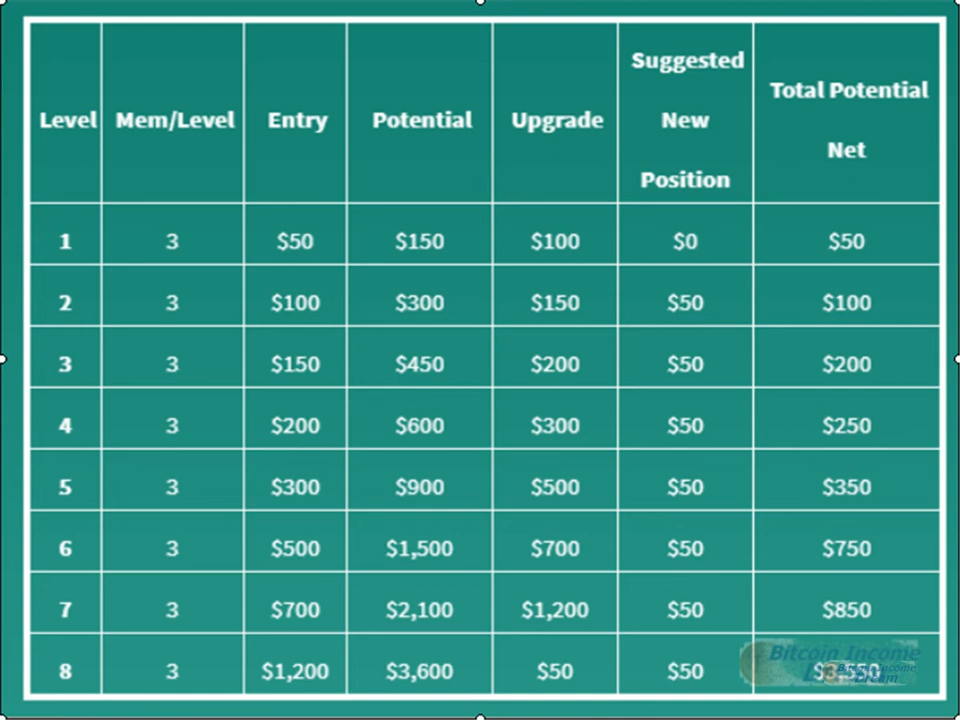 Level Mem/Level Entry Potential Upgrade Suggested New Position Total Potential Net
1 3 $50 $150 $100 $0 $50
2 3 $100 $300 $150 $50 $100
3 3 $150 $450 $200 $50 $200
4 3 $200 $600 $300 $50 $250
5 3 $300 $900 $500 $50 $350
6 3 $500 $1,500 $700 $50 $750
7 3 $700 $2,100 $1,200 $50 $850
8 3 $1,200 $3,600 $50 $50
Bitcoin Income
Bitcoin Income
Dream